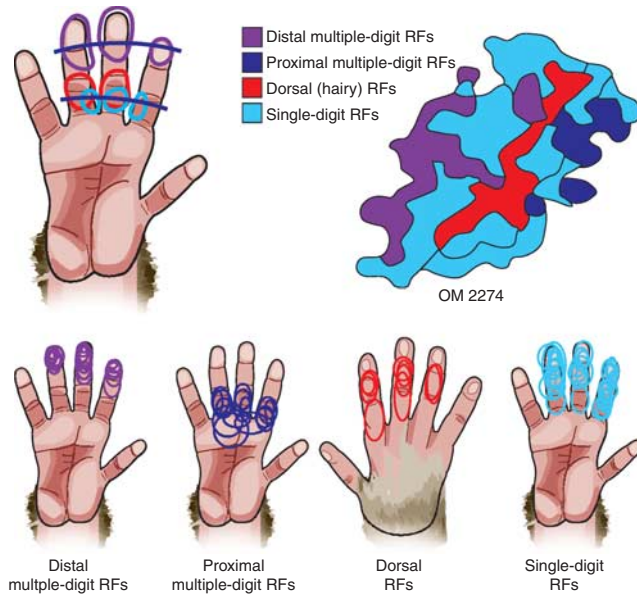 Distal multiple-digit RFs
Proximal multiple-digit RFs
Dorsal (hairy) RFs
Single-digit RFs
OM 2274
Distal
multple-digit RFs
Proximal
multiple-digit RFs
Dorsal
RFs
Single-digit
RFs